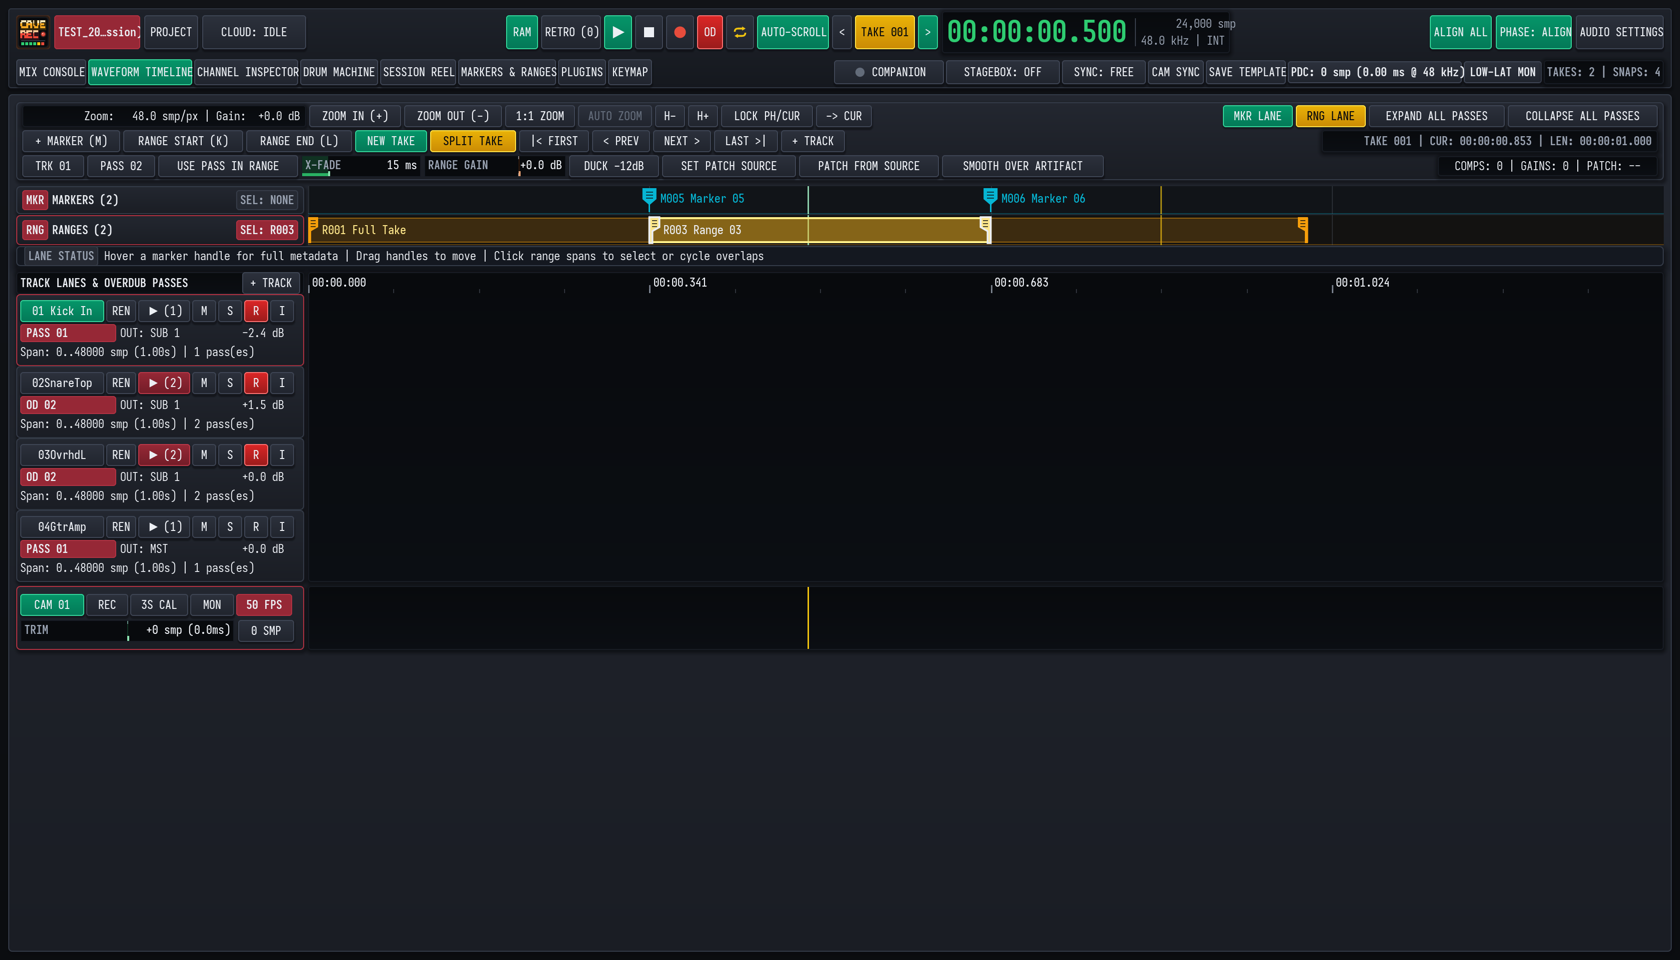 CAVE REC
TEST_20…ssion] PROJECT CLOUD: IDLE RAM RETRO (0) OD AUTO-SCROLL < TAKE 001 > 00:00:00.500 24,000 smp ALIGN ALL PHASE: ALIGN AUDIO SETTINGS
48.0 kHz | INT
MIX CONSOLE WAVEFORM TIMELINE CHANNEL INSPECTOR DRUM MACHINE SESSION REEL MARKERS & RANGES PLUGINS KEYMAP COMPANION STAGEBOX: OFF SYNC: FREE CAM SYNC SAVE TEMPLATE PDC: 0 smp (0.00 ms @ 48 kHz) LOW-LAT MON TAKES: 2 | SNAPS: 4
Zoom: 48.0 smp/px | Gain: +0.0 dB ZOOM IN (+) ZOOM OUT (-) 1:1 ZOOM AUTO ZOOM H- H+ LOCK PH/CUR -> CUR MKR LANE RNG LANE EXPAND ALL PASSES COLLAPSE ALL PASSES
+ MARKER (M) RANGE START (K) RANGE END (L) NEW TAKE SPLIT TAKE |< FIRST < PREV NEXT > LAST >| + TRACK TAKE 001 | CUR: 00:00:00.853 | LEN: 00:00:01.000
TRK 01 PASS 02 USE PASS IN RANGE X-FADE 15 ms RANGE GAIN +0.0 dB DUCK -12dB SET PATCH SOURCE PATCH FROM SOURCE SMOOTH OVER ARTIFACT COMPS: 0 | GAINS: 0 | PATCH: --
MKR MARKERS (2) SEL: NONE M005 Marker 05 M006 Marker 06
RNG RANGES (2) SEL: R003 R001 Full Take R003 Range 03
LANE STATUS Hover a marker handle for full metadata | Drag handles to move | Click range spans to select or cycle overlaps
TRACK LANES & OVERDUB PASSES + TRACK 00:00.000 00:00.341 00:00.683 00:01.024
01 Kick In REN ▶ (1) M S R I
PASS 01 OUT: SUB 1 -2.4 dB
Span: 0..48000 smp (1.00s) | 1 pass(es)
02SnareTop REN ▶ (2) M S R I
OD 02 OUT: SUB 1 +1.5 dB
Span: 0..48000 smp (1.00s) | 2 pass(es)
03OvrhdL REN ▶ (2) M S R I
OD 02 OUT: SUB 1 +0.0 dB
Span: 0..48000 smp (1.00s) | 2 pass(es)
04GtrAmp REN ▶ (1) M S R I
PASS 01 OUT: MST +0.0 dB
Span: 0..48000 smp (1.00s) | 1 pass(es)
CAM 01 REC 3S CAL MON 50 FPS
TRIM +0 smp (0.0ms) 0 SMP